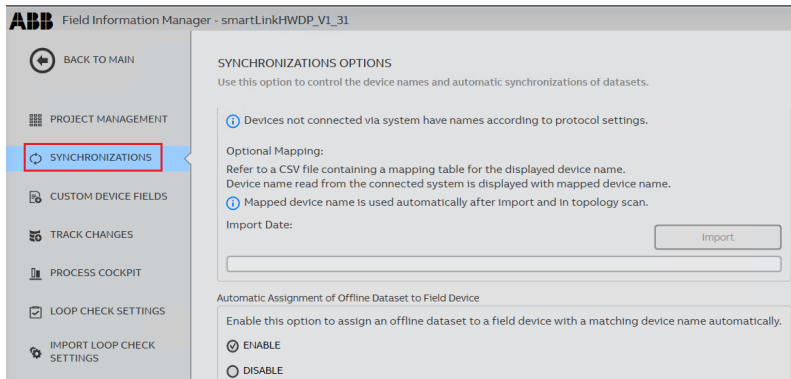 ABB Field Information Manager - smartLinkHWDP_V1_31
BACK TO MAIN
PROJECT MANAGEMENT
SYNCHRONIZATIONS
CUSTOM DEVICE FIELDS
TRACK CHANGES
PROCESS COCKPIT
LOOP CHECK SETTINGS
IMPORT LOOP CHECK
SETTINGS
SYNCHRONIZATIONS OPTIONS
Use this option to control the device names and automatic synchronizations of datasets.
Devices not connected via system have names according to protocol settings.
Optional Mapping:
Refer to a CSV file containing a mapping table for the displayed device name.
Device name read from the connected system is displayed with mapped device name.
Mapped device name is used automatically after import and in topology scan.
Import Date:
Import
Automatic Assignment of Offline Dataset to Field Device
Enable this option to assign an offline dataset to a field device with a matching device name automatically.
ENABLE
DISABLE